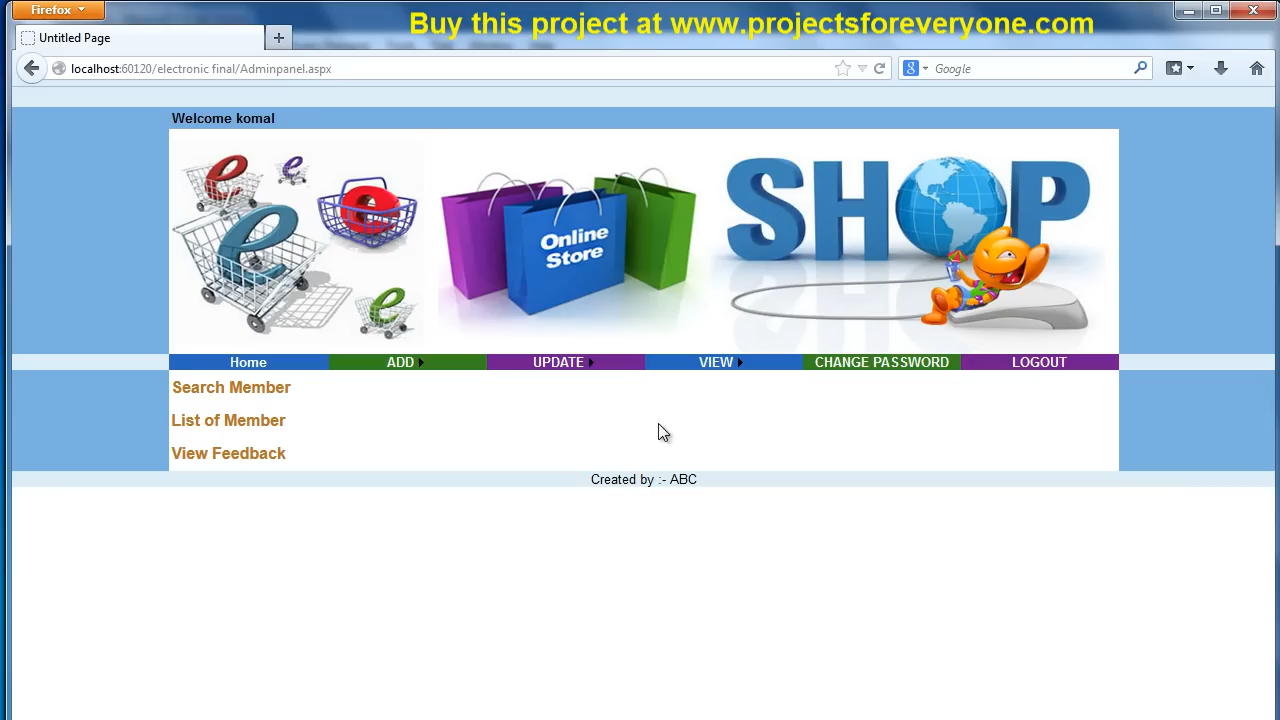 Firefox
Buy this project at www.projectsforeveryone.com
Untitled Page
localhost:60120/electronic final/Adminpanel.aspx
Google
Welcome komal
e
e
e
e
e
Online
Store
SHOP
Home
ADD
UPDATE
VIEW
CHANGE PASSWORD
LOGOUT
Search Member
List of Member
View Feedback
Created by :- ABC